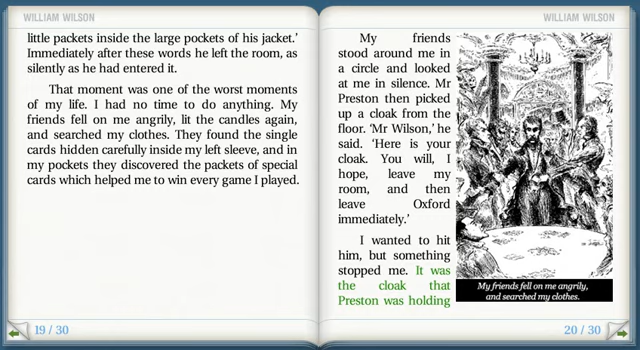 WILLIAM WILSON
little packets inside the large pockets of his jacket.’
Immediately after these words he left the room, as
silently as he had entered it.
That moment was one of the worst moments
of my life. I had no time to do anything. My
friends fell on me angrily, lit the candles again,
and searched my clothes. They found the single
cards hidden carefully inside my left sleeve, and in
my pockets they discovered the packets of special
cards which helped me to win every game I played.
19 / 30
WILLIAM WILSON
My friends
stood around me in
a circle and looked
at me in silence. Mr
Preston then picked
up a cloak from the
floor. ‘Mr Wilson,’ he
said. ‘Here is your
cloak. You will, I
hope, leave my
room, and then
leave Oxford
immediately.’
I wanted to hit
him, but something
stopped me. It was
the cloak that
Preston was holding
My friends fell on me angrily,
and searched my clothes.
20 / 30